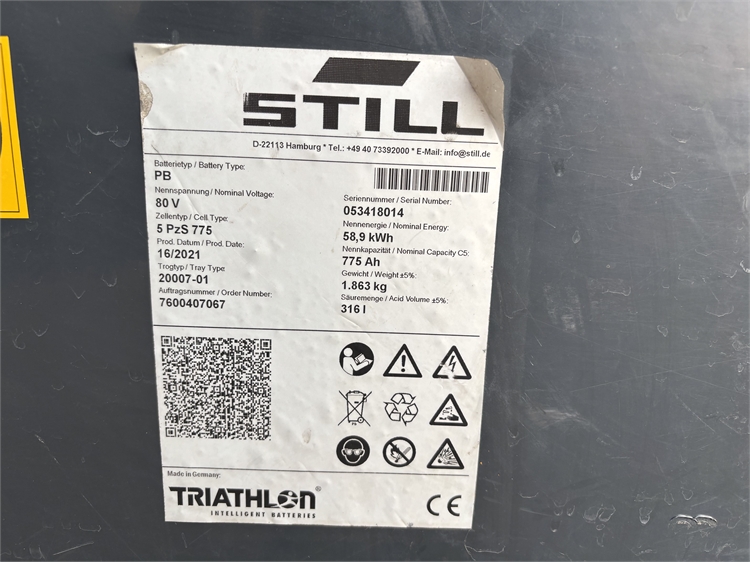 STILL
D-22113 Hamburg * Tel.: +49 40 73392000 * E-Mail: info@still.de
Batterietyp / Battery Type:
PB
Nennspannung / Nominal Voltage:
80 V
Zellentyp / Cell Type:
5 PzS 775
Prod. Datum / Prod. Date:
16/2021
Trogtyp / Tray Type
20007-01
Auftragsnummer / Order Number:
7600407067
Seriennummer / Serial Number:
053418014
Nennenergie / Nominal Energy:
58,9 kWh
Nennkapazität / Nominal Capacity C5:
775 Ah
Gewicht / Weight ±5%:
1.863 kg
Säuremenge / Acid Volume ±5%:
316 l
Made in Germany:
TRIATHLON®
INTELLIGENT BATTERIES
CE